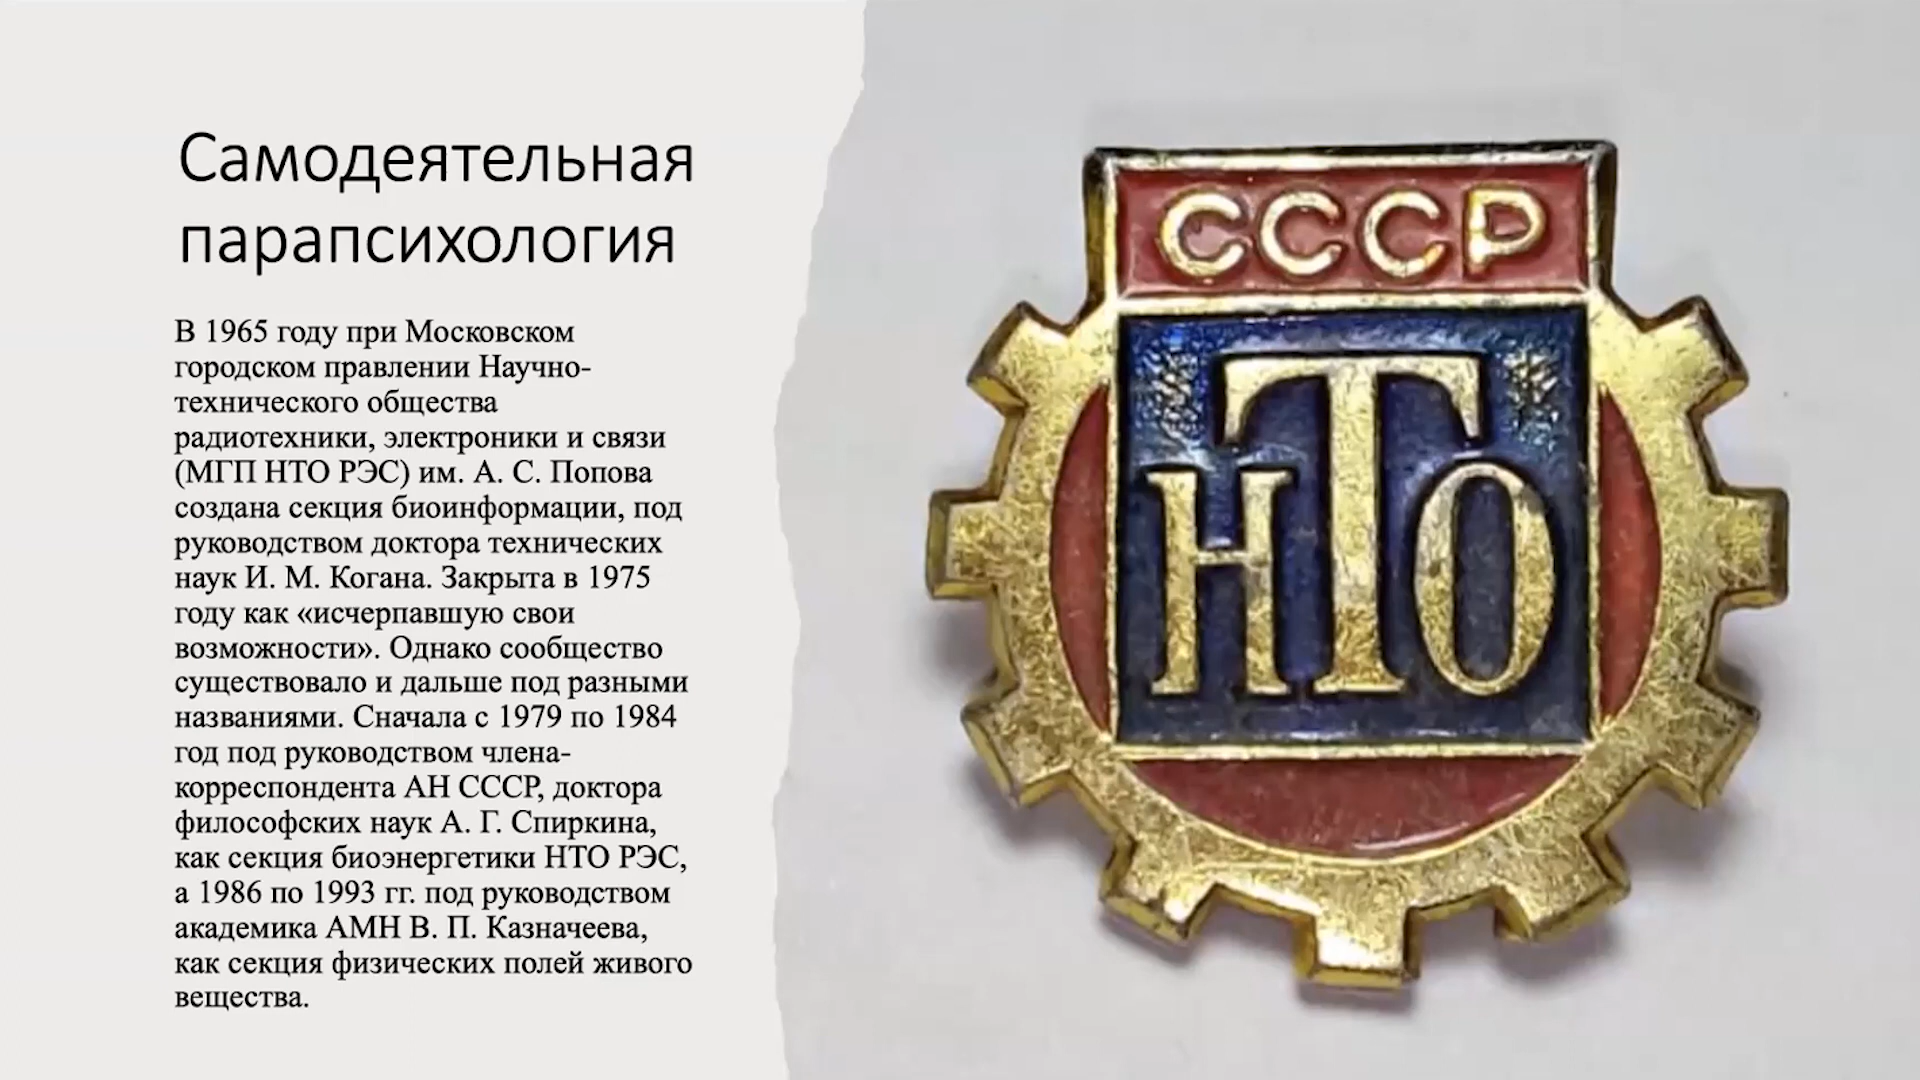 Самодеятельная
парапсихология
В 1965 году при Московском
городском правлении Научно-
технического общества
радиотехники, электроники и связи
(МГП НТО РЭС) им. А. С. Попова
создана секция биоинформации, под
руководством доктора технических
наук И. М. Когана. Закрыта в 1975
году как «исчерпавшую свои
возможности». Однако сообщество
существовало и дальше под разными
названиями. Сначала с 1979 по 1984
год под руководством члена-
корреспондента АН СССР, доктора
философских наук А. Г. Спиркина,
как секция биоэнергетики НТО РЭС,
а 1986 по 1993 гг. под руководством
академика АМН В. П. Казначеева,
как секция физических полей живого
вещества.
СССР
НТО